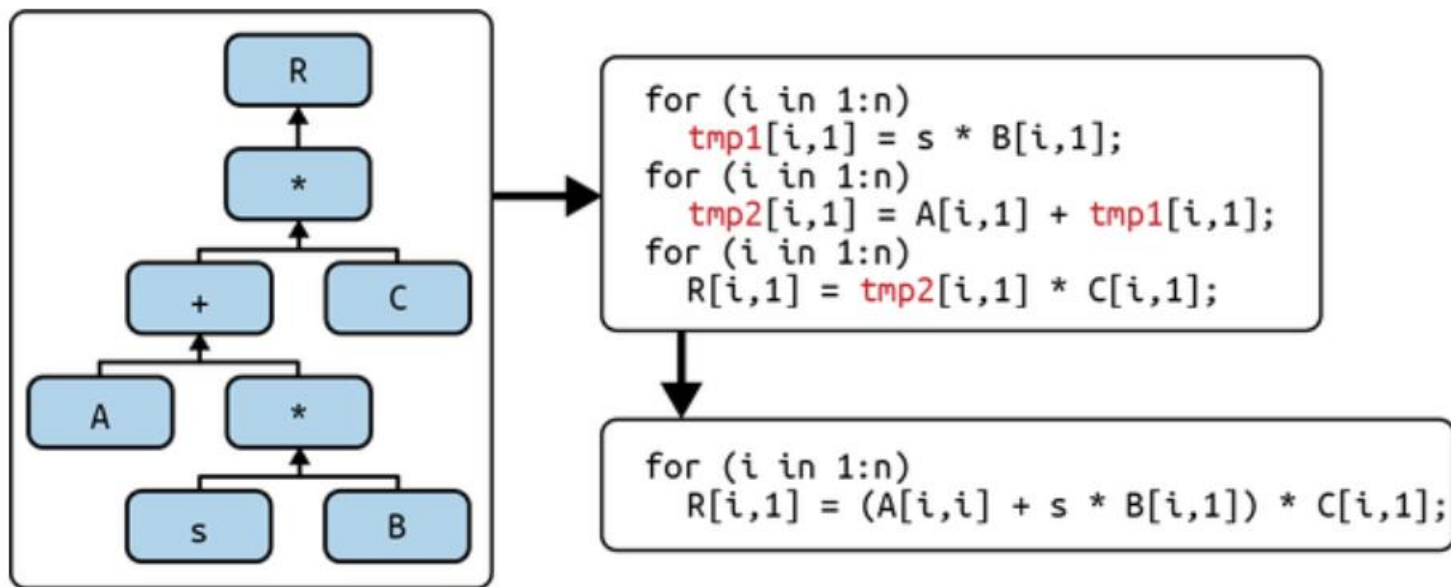 R
*
+
C
A
*
s
B
for (i in 1:n)
tmp1[i,1] = s * B[i,1];
for (i in 1:n)
tmp2[i,1] = A[i,1] + tmp1[i,1];
for (i in 1:n)
R[i,1] = tmp2[i,1] * C[i,1];
for (i in 1:n)
R[i,1] = (A[i,i] + s * B[i,1]) * C[i,1];